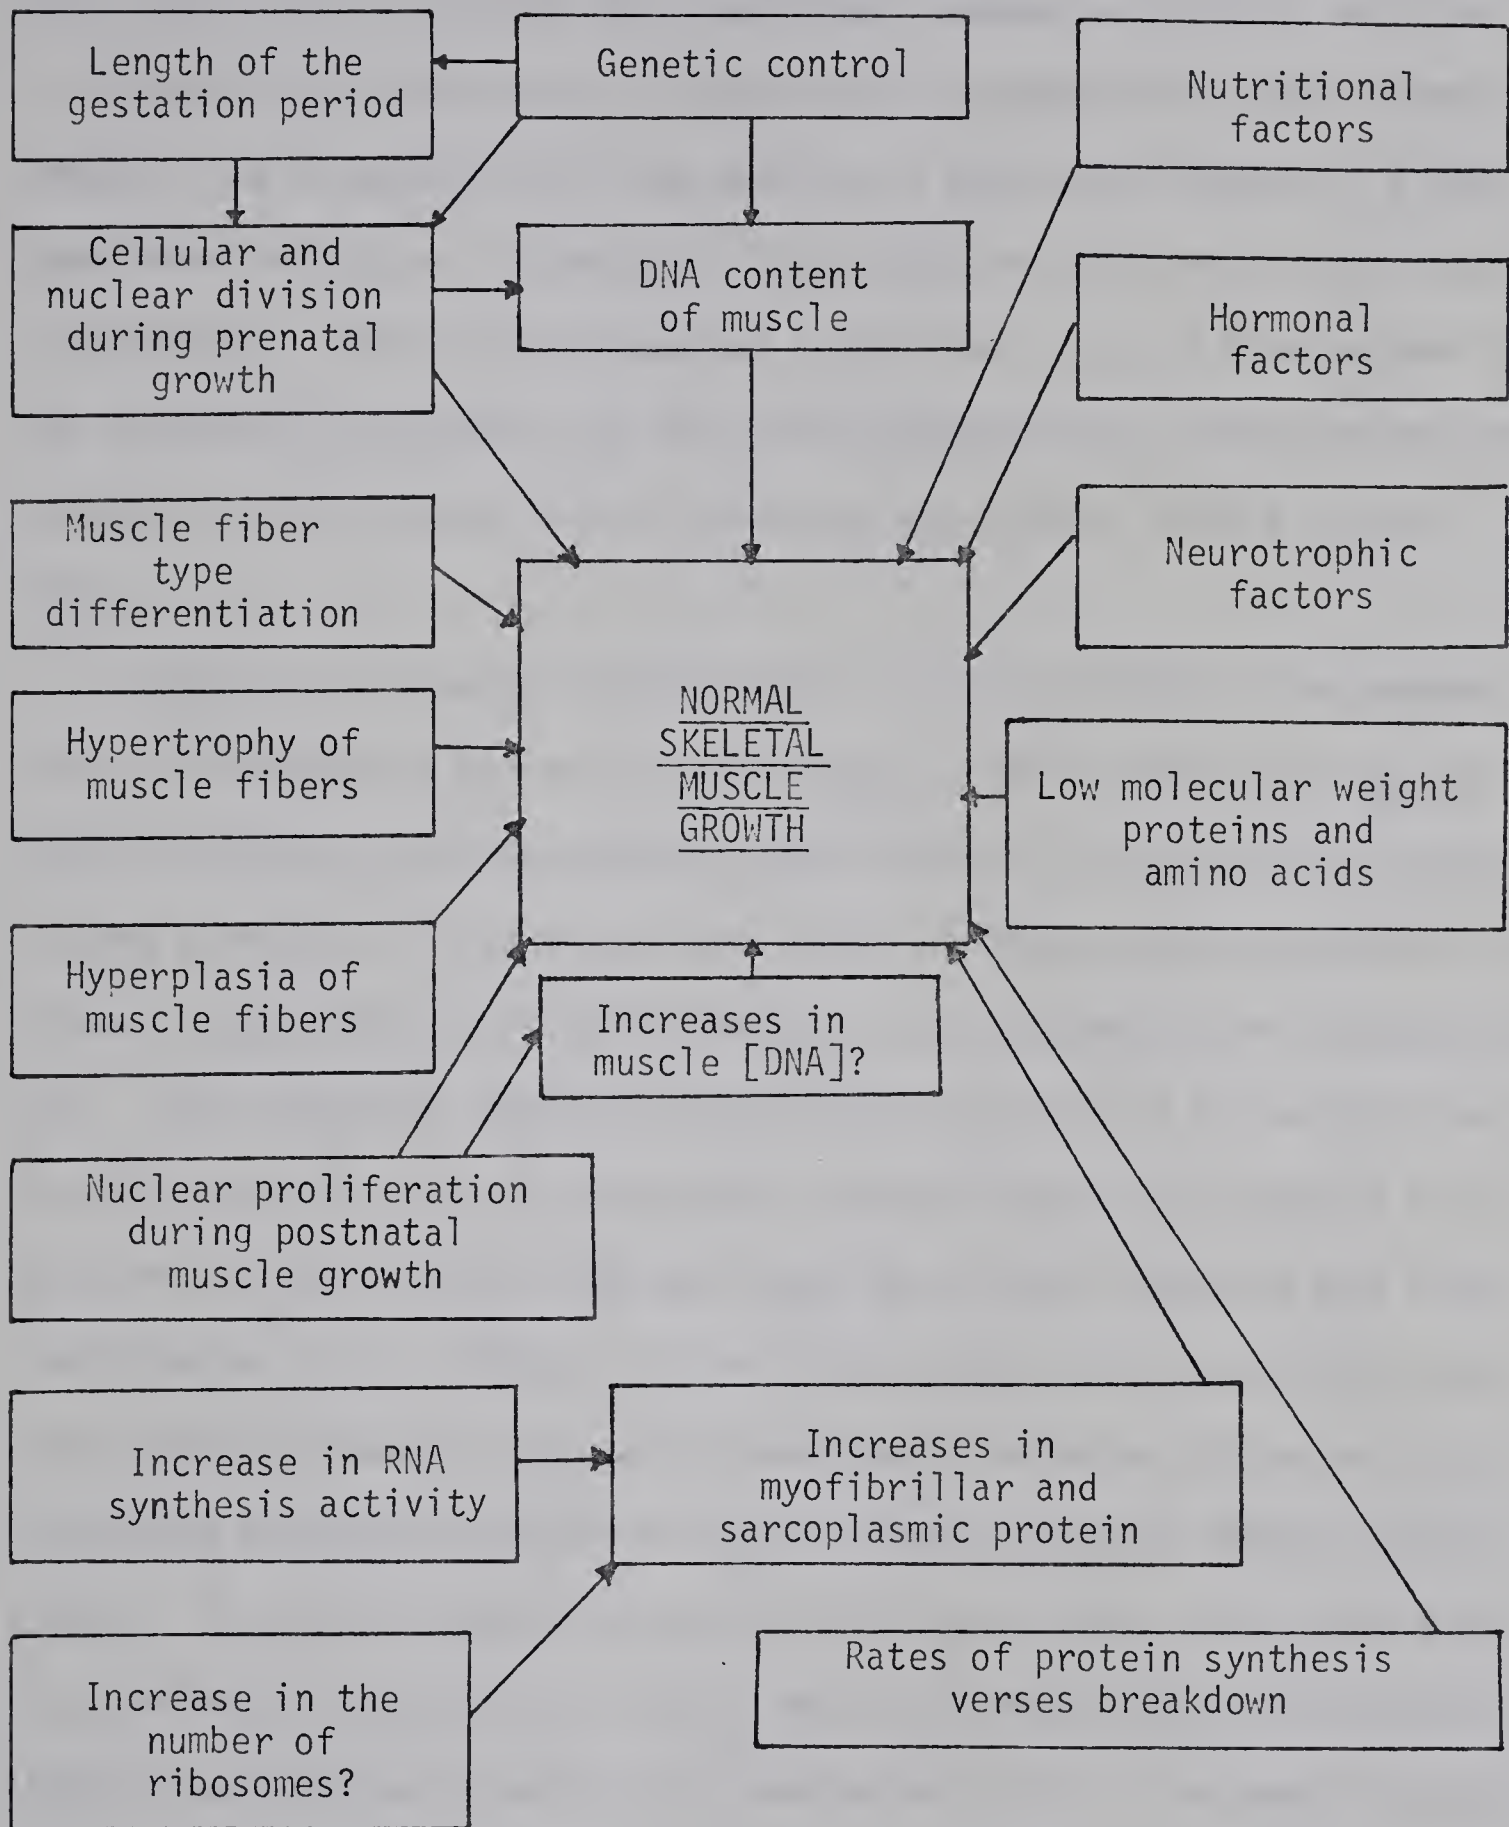 Length of the
gestation period
Genetic control
Nutritional
factors
Cellular and
nuclear division
during prenatal
growth
DNA content
of muscle
Hormonal
factors
Muscle fiber
type
differentiation
Neurotrophic
factors
Hypertrophy of
muscle fibers
NORMAL
SKELETAL
MUSCLE
GROWTH
Low molecular weight
proteins and
amino acids
Hyperplasia of
muscle fibers
Increases in
muscle [DNA]?
Nuclear proliferation
during postnatal
muscle growth
Increase in RNA
synthesis activity
Increases in
myofibrillar and
sarcoplasmic protein
Increase in the
number of
ribosomes?
Rates of protein synthesis
verses breakdown